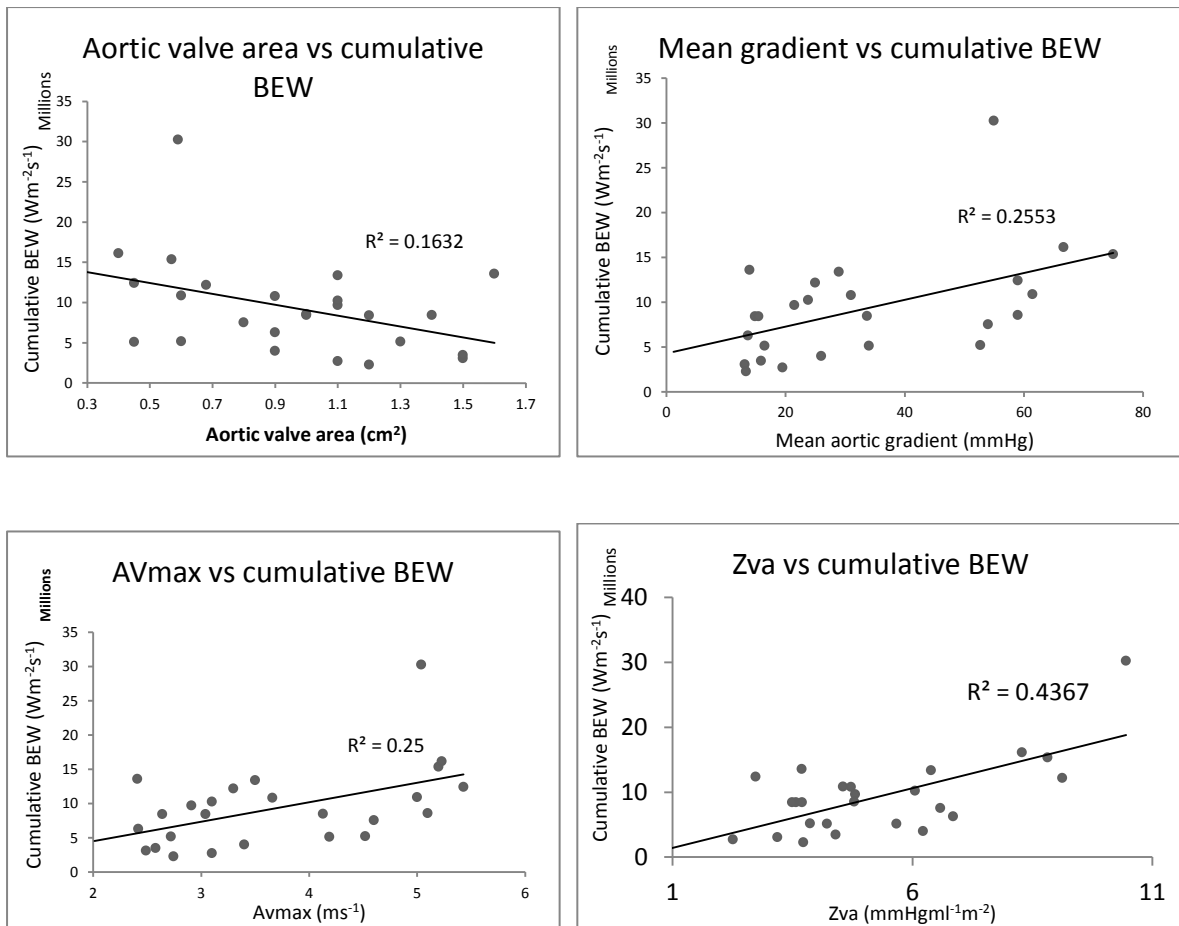 Aortic valve area vs cumulative
BEW
Millions
Cumulative BEW (Wm⁻²s⁻¹)
35
30
25
20
15
10
5
0
R² = 0.1632
0.3 0.5 0.7 0.9 1.1 1.3 1.5 1.7
Aortic valve area (cm²)
Mean gradient vs cumulative BEW
Millions
Cumulative BEW (Wm⁻²s⁻¹)
35
30
25
20
15
10
5
0
R² = 0.2553
0 20 40 60 80
Mean aortic gradient (mmHg)
AVmax vs cumulative BEW
Millions
Cumulative BEW (Wm⁻²s⁻¹)
35
30
25
20
15
10
5
0
R² = 0.25
2 3 4 5 6
Avmax (ms⁻¹)
Zva vs cumulative BEW
Millions
Cumulative BEW (Wm⁻²s⁻¹)
40
30
20
10
0
R² = 0.4367
1 6 11
Zva (mmHgml⁻¹m⁻²)